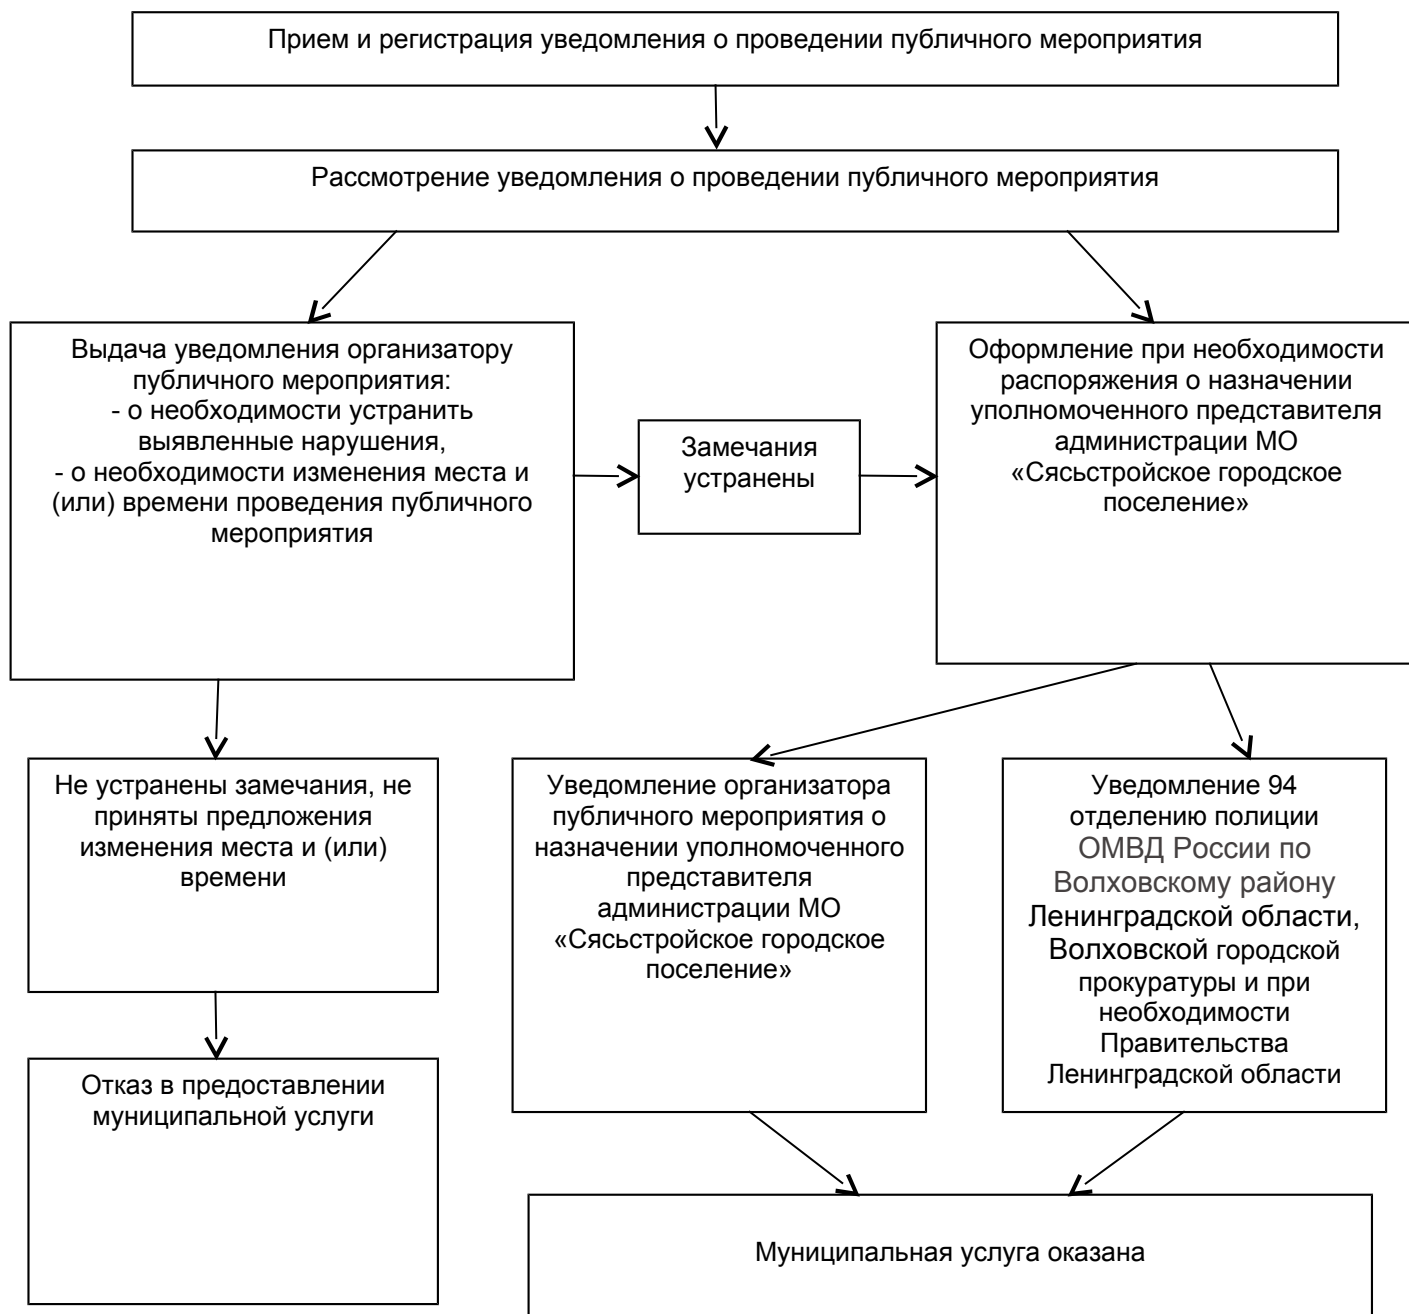 Прием и регистрация уведомления о проведении публичного мероприятия
Рассмотрение уведомления о проведении публичного мероприятия
Выдача уведомления организатору
публичного мероприятия:
- о необходимости устранить
выявленные нарушения,
- о необходимости изменения места и
(или) времени проведения публичного
мероприятия
Замечания
устранены
Оформление при необходимости
распоряжения о назначении
уполномоченного представителя
администрации МО
«Сясьстройское городское
поселение»
Не устранены замечания, не
приняты предложения
изменения места и (или)
времени
Уведомление организатора
публичного мероприятия о
назначении уполномоченного
представителя
администрации МО
«Сясьстройское городское
поселение»
Уведомление 94
отделению полиции
ОМВД России по
Волховскому району
Ленинградской области,
Волховской городской
прокуратуры и при
необходимости
Правительства
Ленинградской области
Отказ в предоставлении
муниципальной услуги
Муниципальная услуга оказана